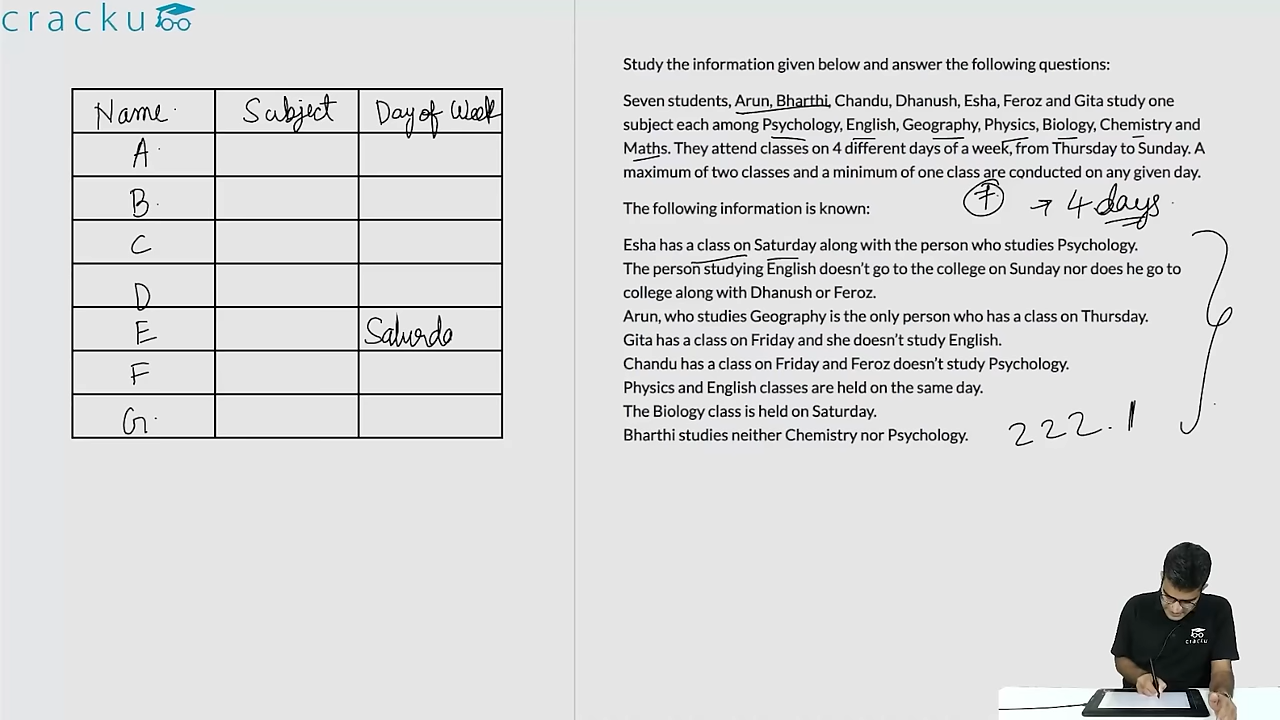 cracku
Name Subject Day of Week
A
B
C
D
E Saturda
F
G
Study the information given below and answer the following questions:
Seven students, Arun, Bharthi, Chandu, Dhanush, Esha, Feroz and Gita study one
subject each among Psychology, English, Geography, Physics, Biology, Chemistry and
Maths. They attend classes on 4 different days of a week, from Thursday to Sunday. A
maximum of two classes and a minimum of one class are conducted on any given day.
7 → 4 days
The following information is known:
Esha has a class on Saturday along with the person who studies Psychology.
The person studying English doesn't go to the college on Sunday nor does he go to
college along with Dhanush or Feroz.
Arun, who studies Geography is the only person who has a class on Thursday.
Gita has a class on Friday and she doesn't study English.
Chandu has a class on Friday and Feroz doesn't study Psychology.
Physics and English classes are held on the same day.
The Biology class is held on Saturday.
Bharthi studies neither Chemistry nor Psychology.
2 2 2 . 1
cracku